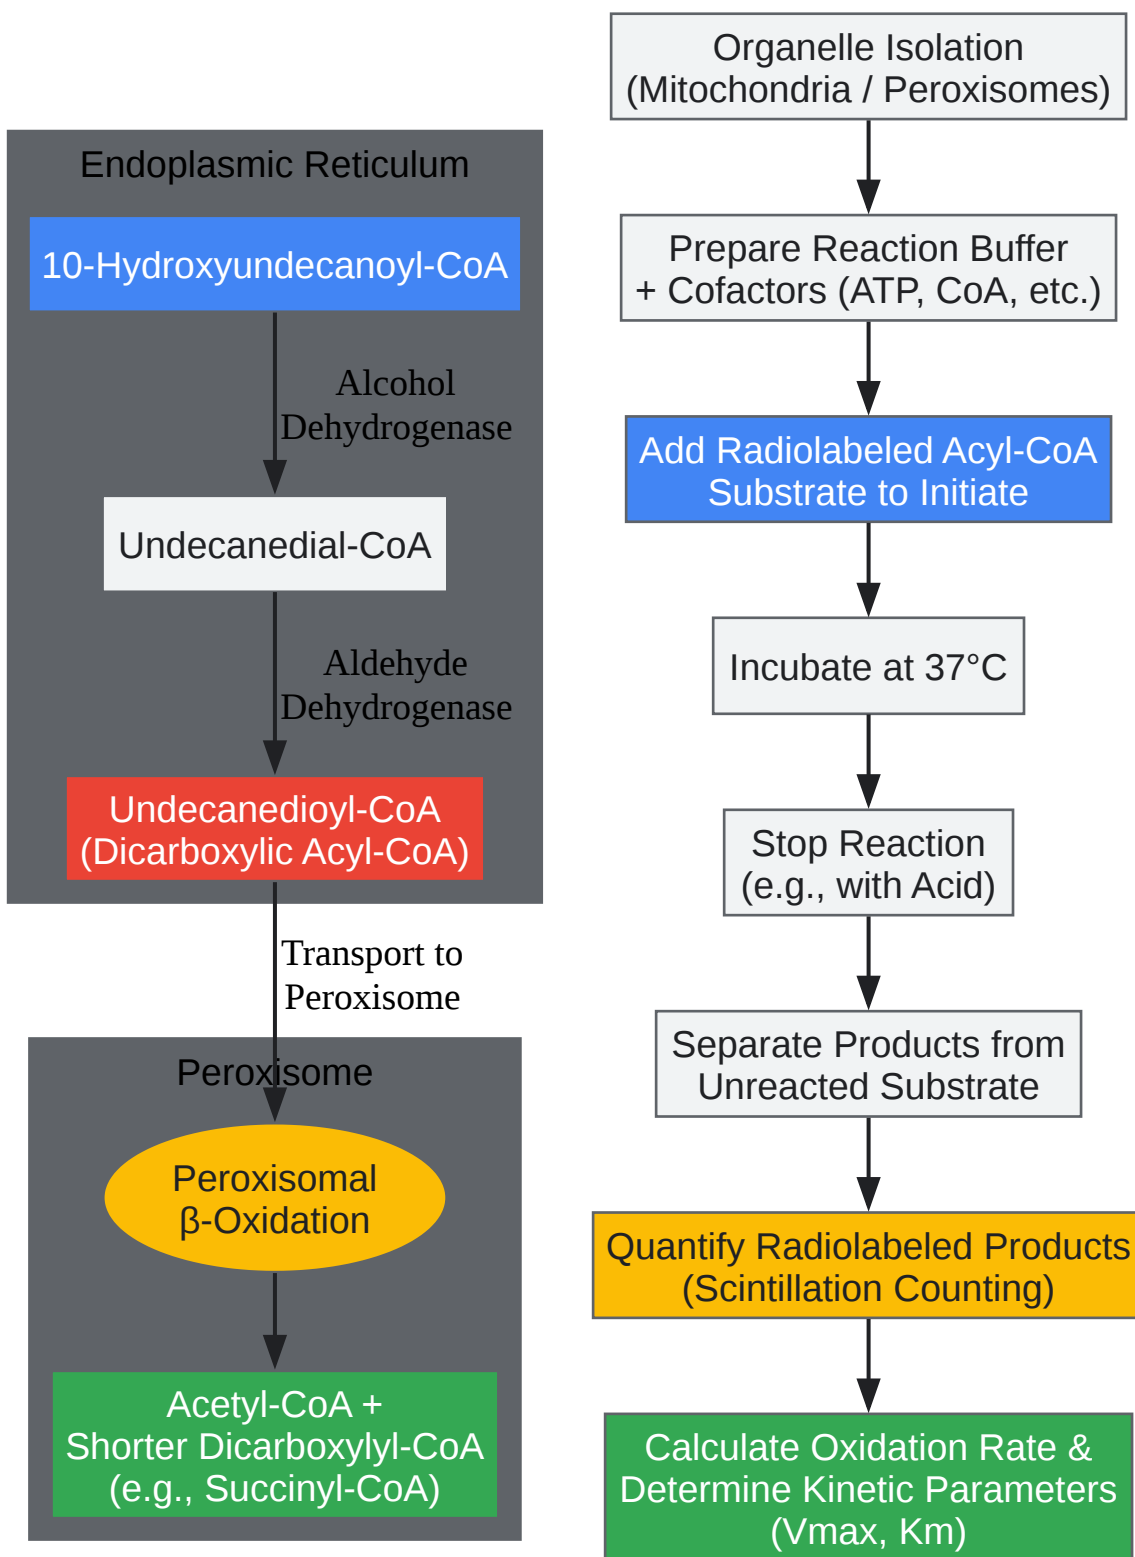 Endoplasmic Reticulum
10-Hydroxyundecanoyl-CoA
Alcohol
Dehydrogenase
Undecanedial-CoA
Aldehyde
Dehydrogenase
Undecanedioyl-CoA
(Dicarboxylic Acyl-CoA)
Transport to
Peroxisome
Peroxisome
Peroxisomal
β-Oxidation
Acetyl-CoA +
Shorter Dicarboxylyl-CoA
(e.g., Succinyl-CoA)
Organelle Isolation
(Mitochondria / Peroxisomes)
Prepare Reaction Buffer
+ Cofactors (ATP, CoA, etc.)
Add Radiolabeled Acyl-CoA
Substrate to Initiate
Incubate at 37°C
Stop Reaction
(e.g., with Acid)
Separate Products from
Unreacted Substrate
Quantify Radiolabeled Products
(Scintillation Counting)
Calculate Oxidation Rate &
Determine Kinetic Parameters
(Vmax, Km)